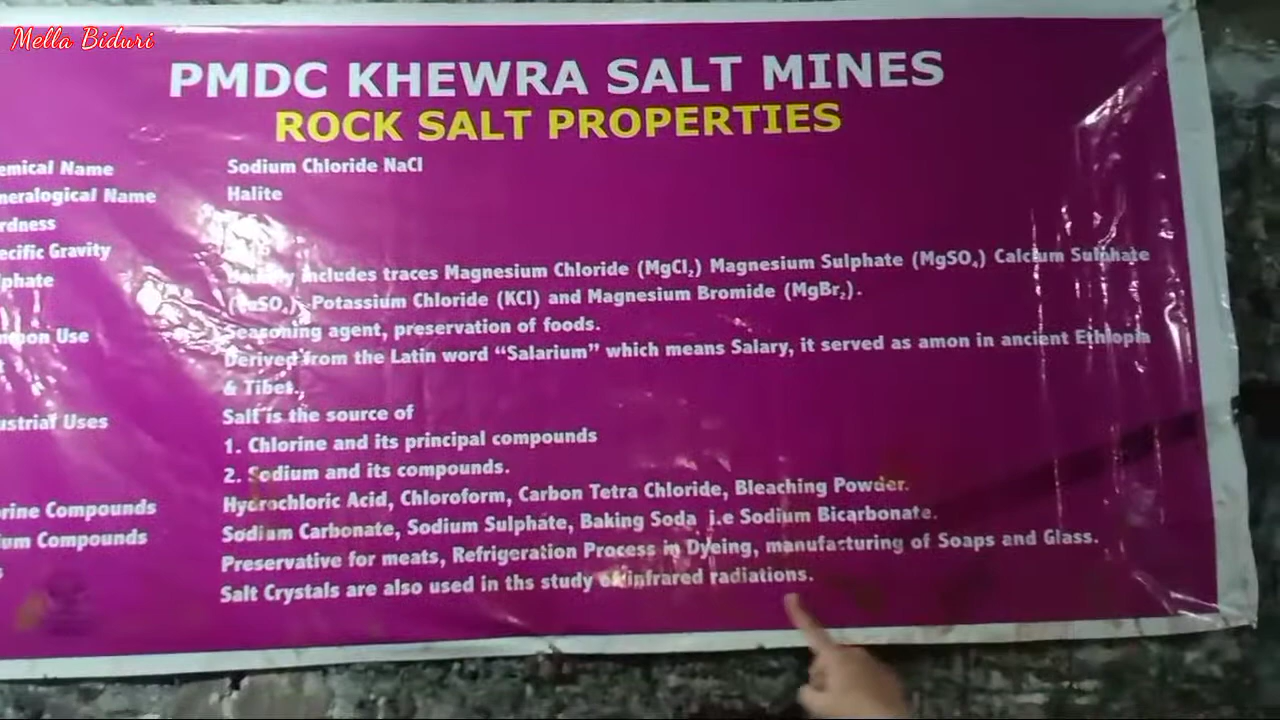 Mella Biduri
PMDC KHEWRA SALT MINES
ROCK SALT PROPERTIES
emical Name Sodium Chloride NaCl
neralogical Name Halite
rdness
ecific Gravity
phate includes traces Magnesium Chloride (MgCl₂) Magnesium Sulphate (MgSO₄) Calcium Sulphate
Potassium Chloride (KCl) and Magnesium Bromide (MgBr₂).
mon Use Seasoning agent, preservation of foods.
Derived from the Latin word “Salarium” which means Salary, it served as amon in ancient Ethiopia
& Tibet.,
ustrial Uses Salt is the source of
1. Chlorine and its principal compounds
2. Sodium and its compounds.
rine Compounds Hydrochloric Acid, Chloroform, Carbon Tetra Chloride, Bleaching Powder.
um Compounds Sodium Carbonate, Sodium Sulphate, Baking Soda i.e Sodium Bicarbonate.
s Preservative for meats, Refrigeration Process in Dyeing, manufacturing of Soaps and Glass.
Salt Crystals are also used in ths study of infrared radiations.